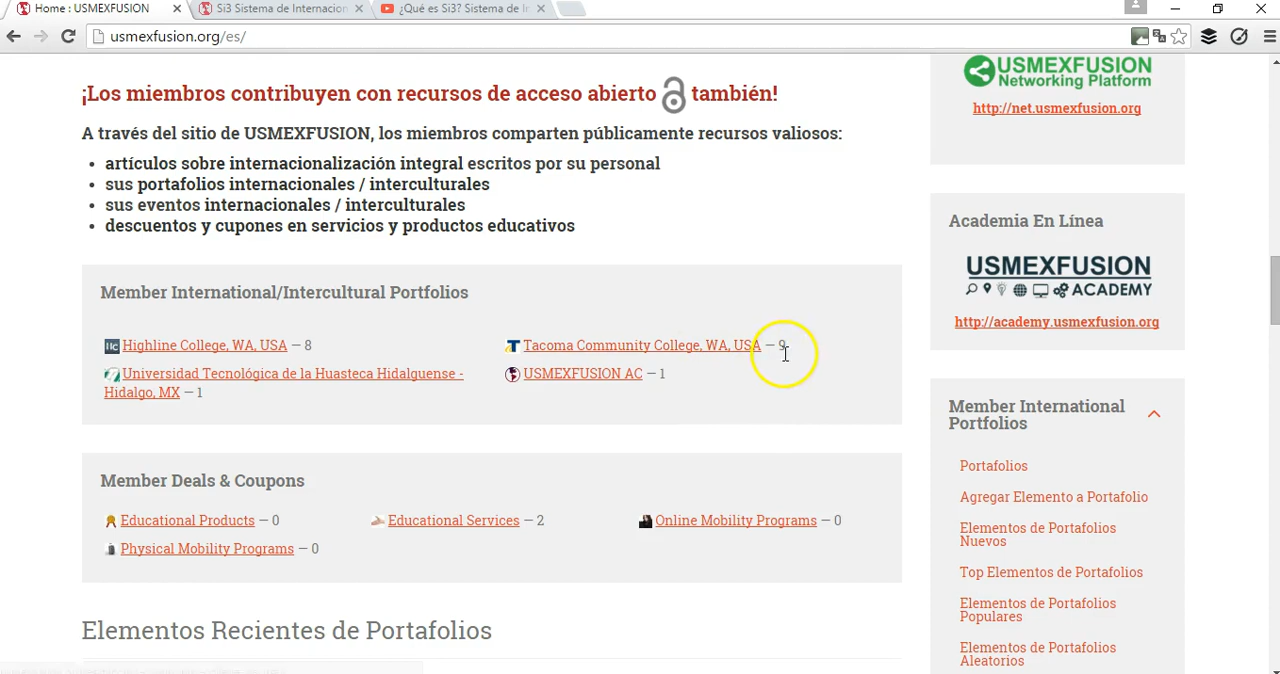 Home : USMEXFUSION
Si3 Sistema de Internacion
¿Qué es Si3? Sistema de In
usmexfusion.org/es/
¡Los miembros contribuyen con recursos de acceso abierto también!
A través del sitio de USMEXFUSION, los miembros comparten públicamente recursos valiosos:
• artículos sobre internacionalización integral escritos por su personal
• sus portafolios internacionales / interculturales
• sus eventos internacionales / interculturales
• descuentos y cupones en servicios y productos educativos
Member International/Intercultural Portfolios
Highline College, WA, USA – 8
Tacoma Community College, WA, USA – 9
Universidad Tecnológica de la Huasteca Hidalguense -
Hidalgo, MX – 1
USMEXFUSION AC – 1
Member Deals & Coupons
Educational Products – 0
Educational Services – 2
Online Mobility Programs – 0
Physical Mobility Programs – 0
Elementos Recientes de Portafolios
USMEXFUSION
Networking Platform
http://net.usmexfusion.org
Academia En Línea
USMEXFUSION
ACADEMY
http://academy.usmexfusion.org
Member International
Portfolios
Portafolios
Agregar Elemento a Portafolio
Elementos de Portafolios
Nuevos
Top Elementos de Portafolios
Elementos de Portafolios
Populares
Elementos de Portafolios
Aleatorios